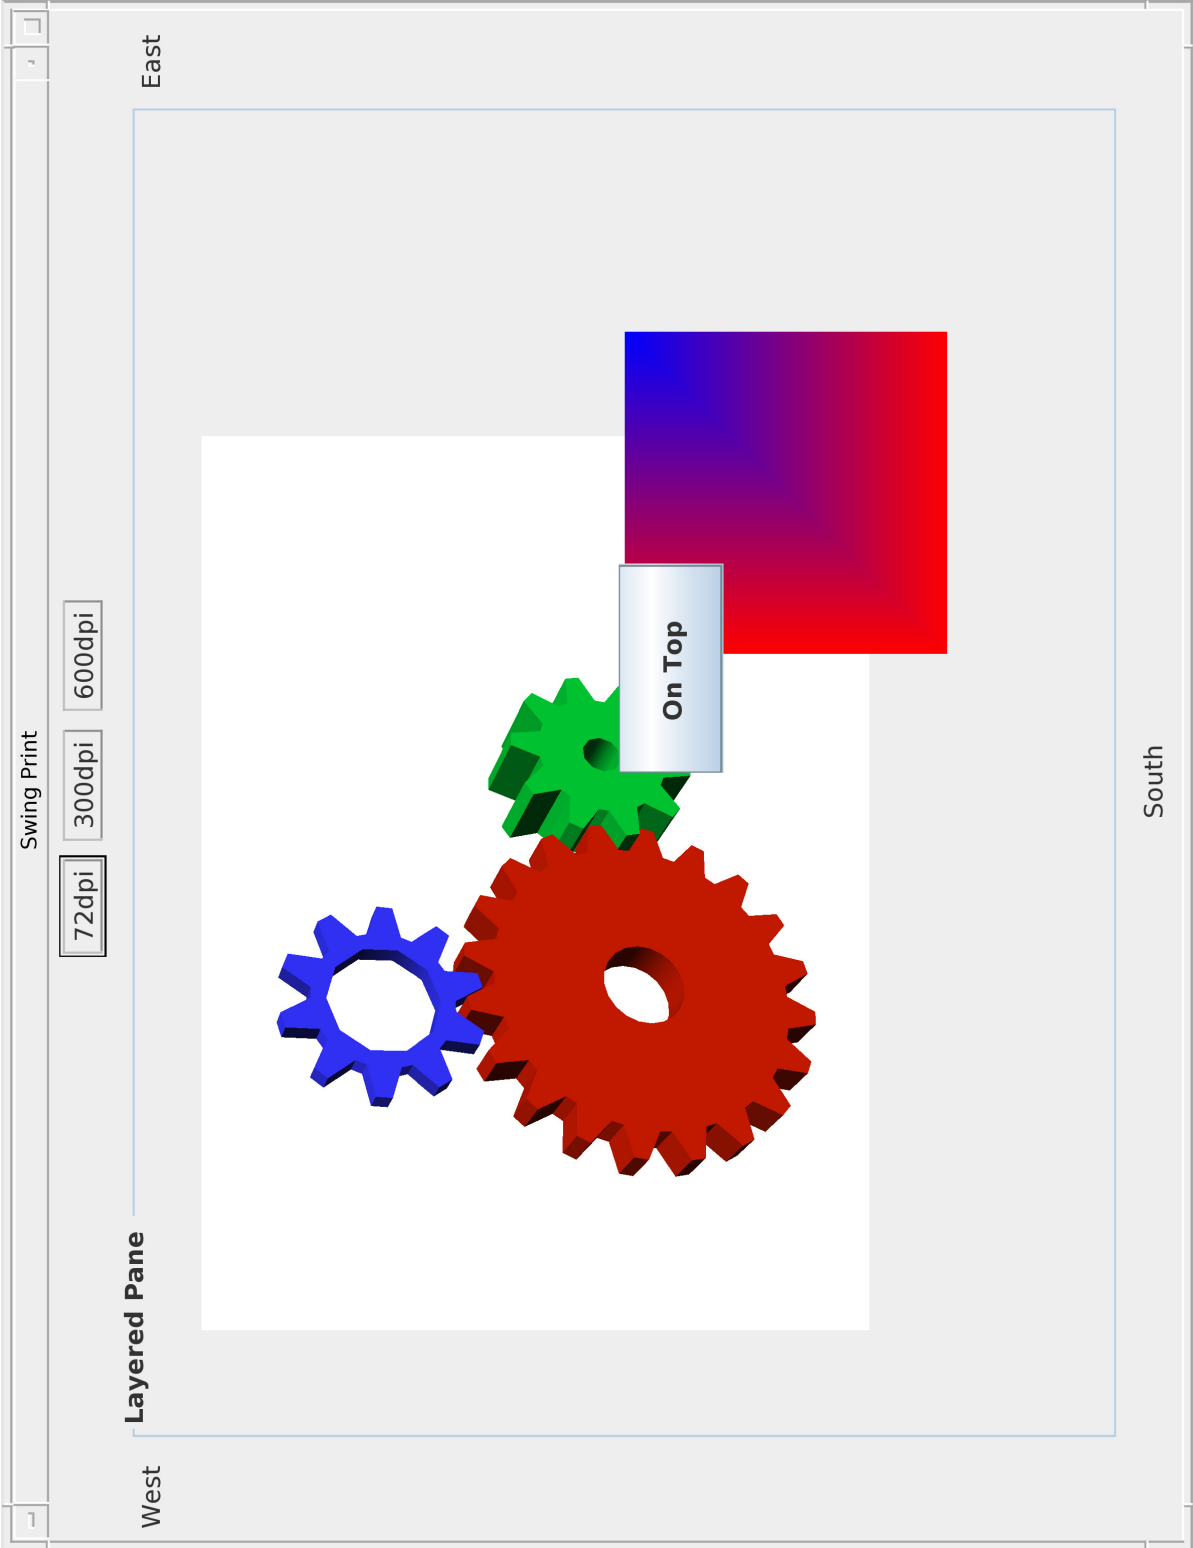 Swing Print
72dpi 300dpi 600dpi
Layered Pane
West
East
On Top
South